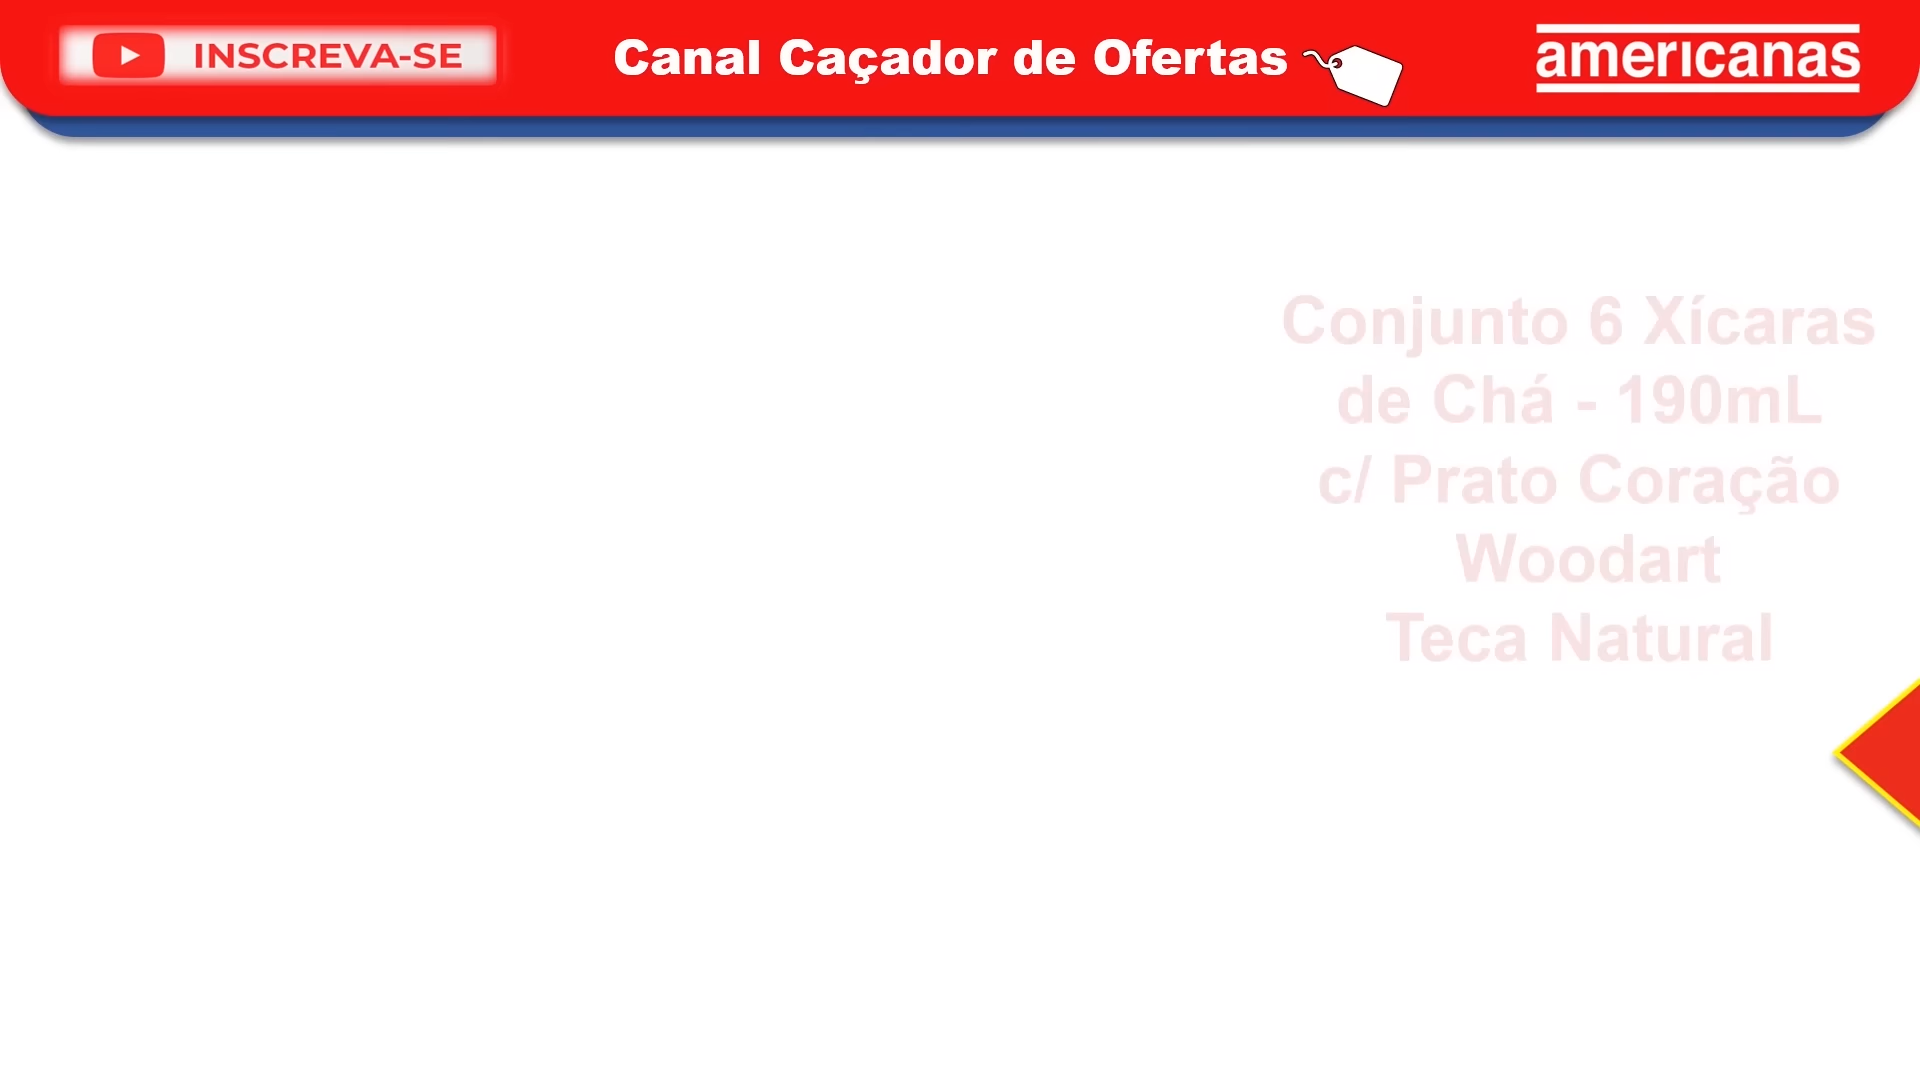 INSCREVA-SE
Canal Caçador de Ofertas
americanas
Conjunto 6 Xícaras
de Chá - 190mL
c/ Prato Coração
Woodart
Teca Natural